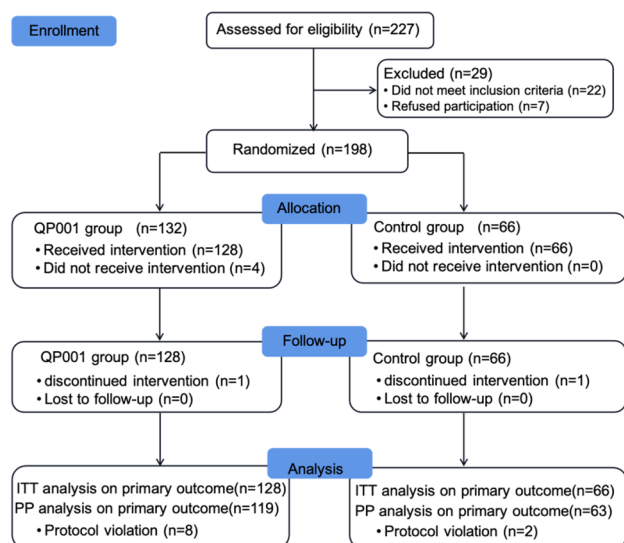 Enrollment
Assessed for eligibility (n=227)
Excluded (n=29)
• Did not meet inclusion criteria (n=22)
• Refused participation (n=7)
Randomized (n=198)
Allocation
QP001 group (n=132)
• Received intervention (n=128)
• Did not receive intervention (n=4)
Control group (n=66)
• Received intervention (n=66)
• Did not receive intervention (n=0)
Follow-up
QP001 group (n=128)
• discontinued intervention (n=1)
• Lost to follow-up (n=0)
Control group (n=66)
• discontinued intervention (n=1)
• Lost to follow-up (n=0)
Analysis
ITT analysis on primary outcome(n=128)
PP analysis on primary outcome(n=119)
• Protocol violation (n=8)
ITT analysis on primary outcome(n=66)
PP analysis on primary outcome(n=63)
• Protocol violation (n=2)